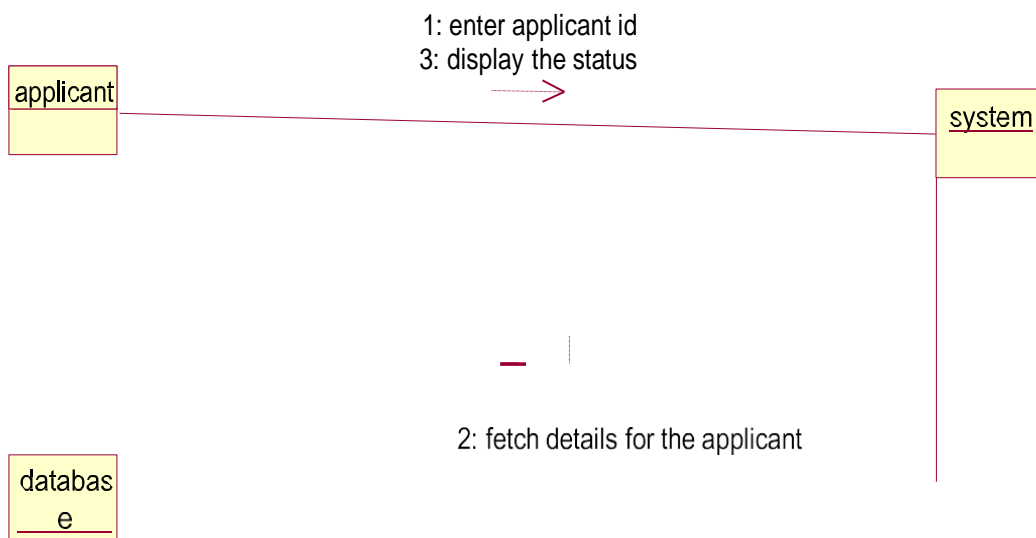 1: enter applicant id
3: display the status
applicant
system
2: fetch details for the applicant
databas
e